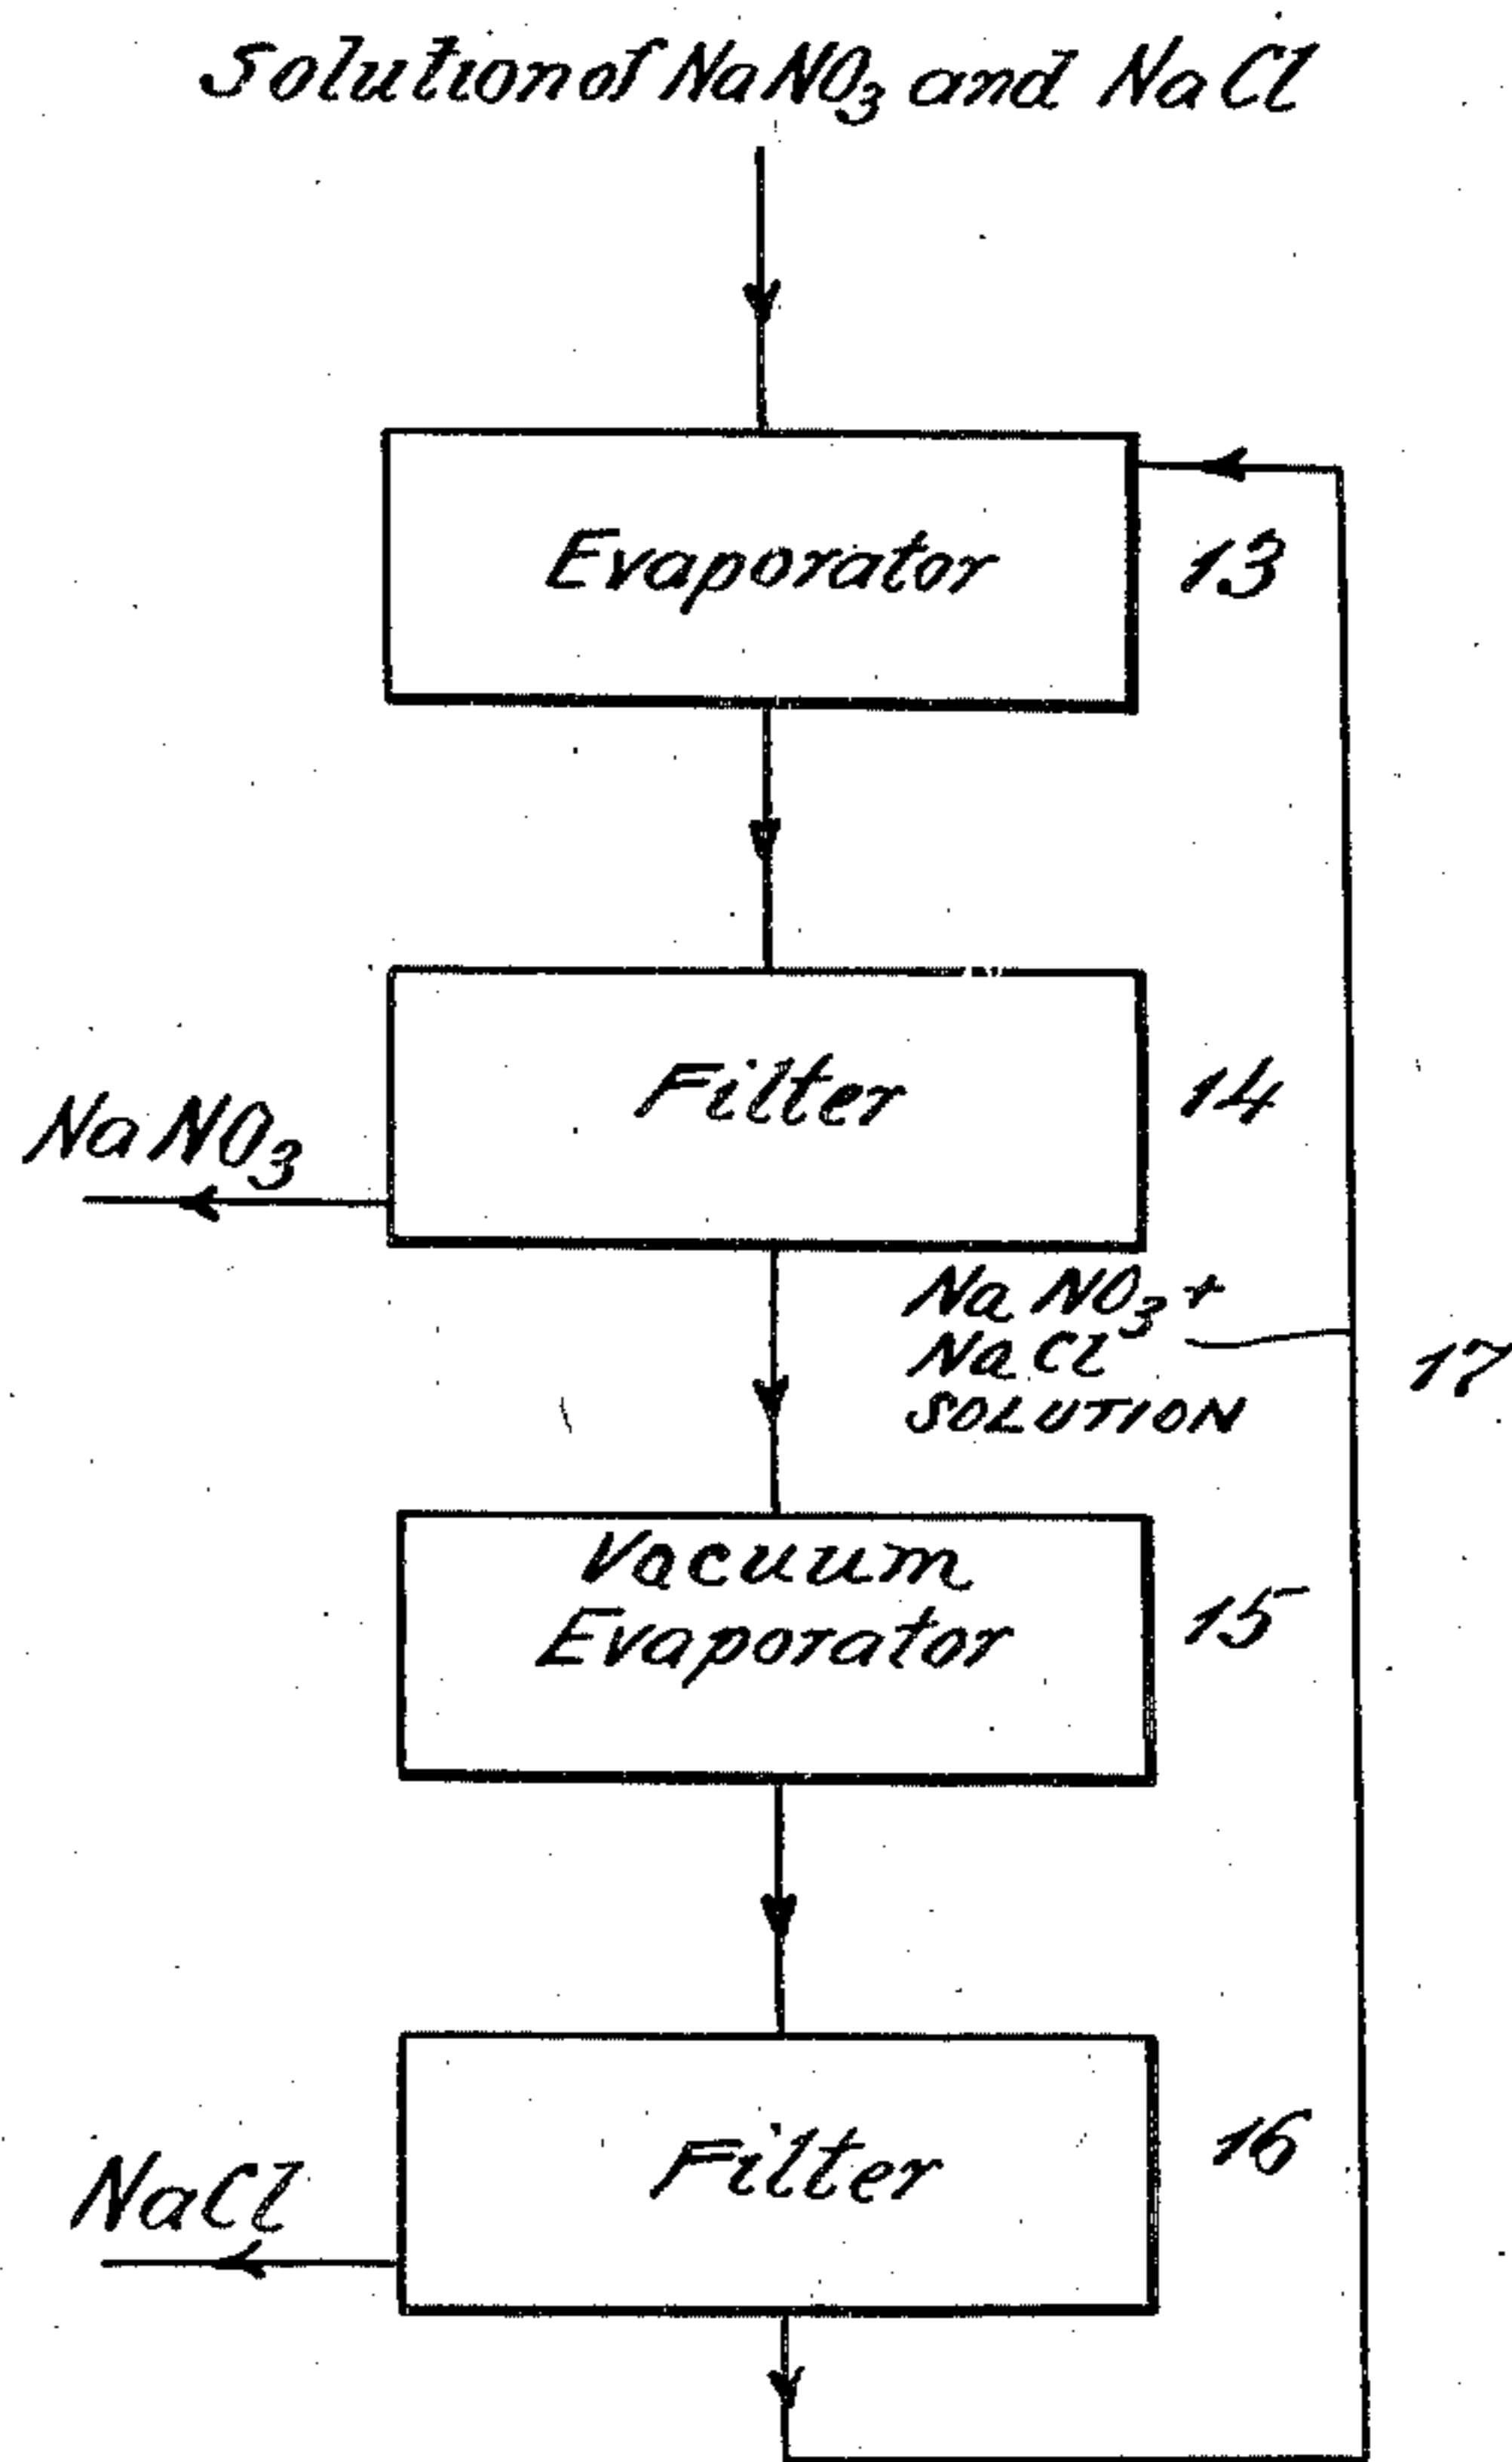 Solution of NaNO₃ and NaCl
Evaporator
13
Filter
14
NaNO₃
NaNO₃ +
NaCl
SOLUTION
17
Vacuum
Evaporator
15
Filter
16
NaCl